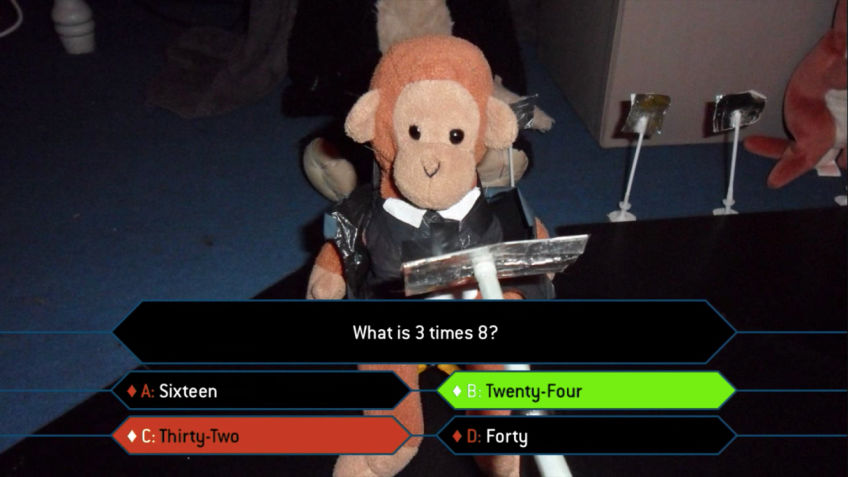 What is 3 times 8?
A: Sixteen
B: Twenty-Four
C: Thirty-Two
D: Forty